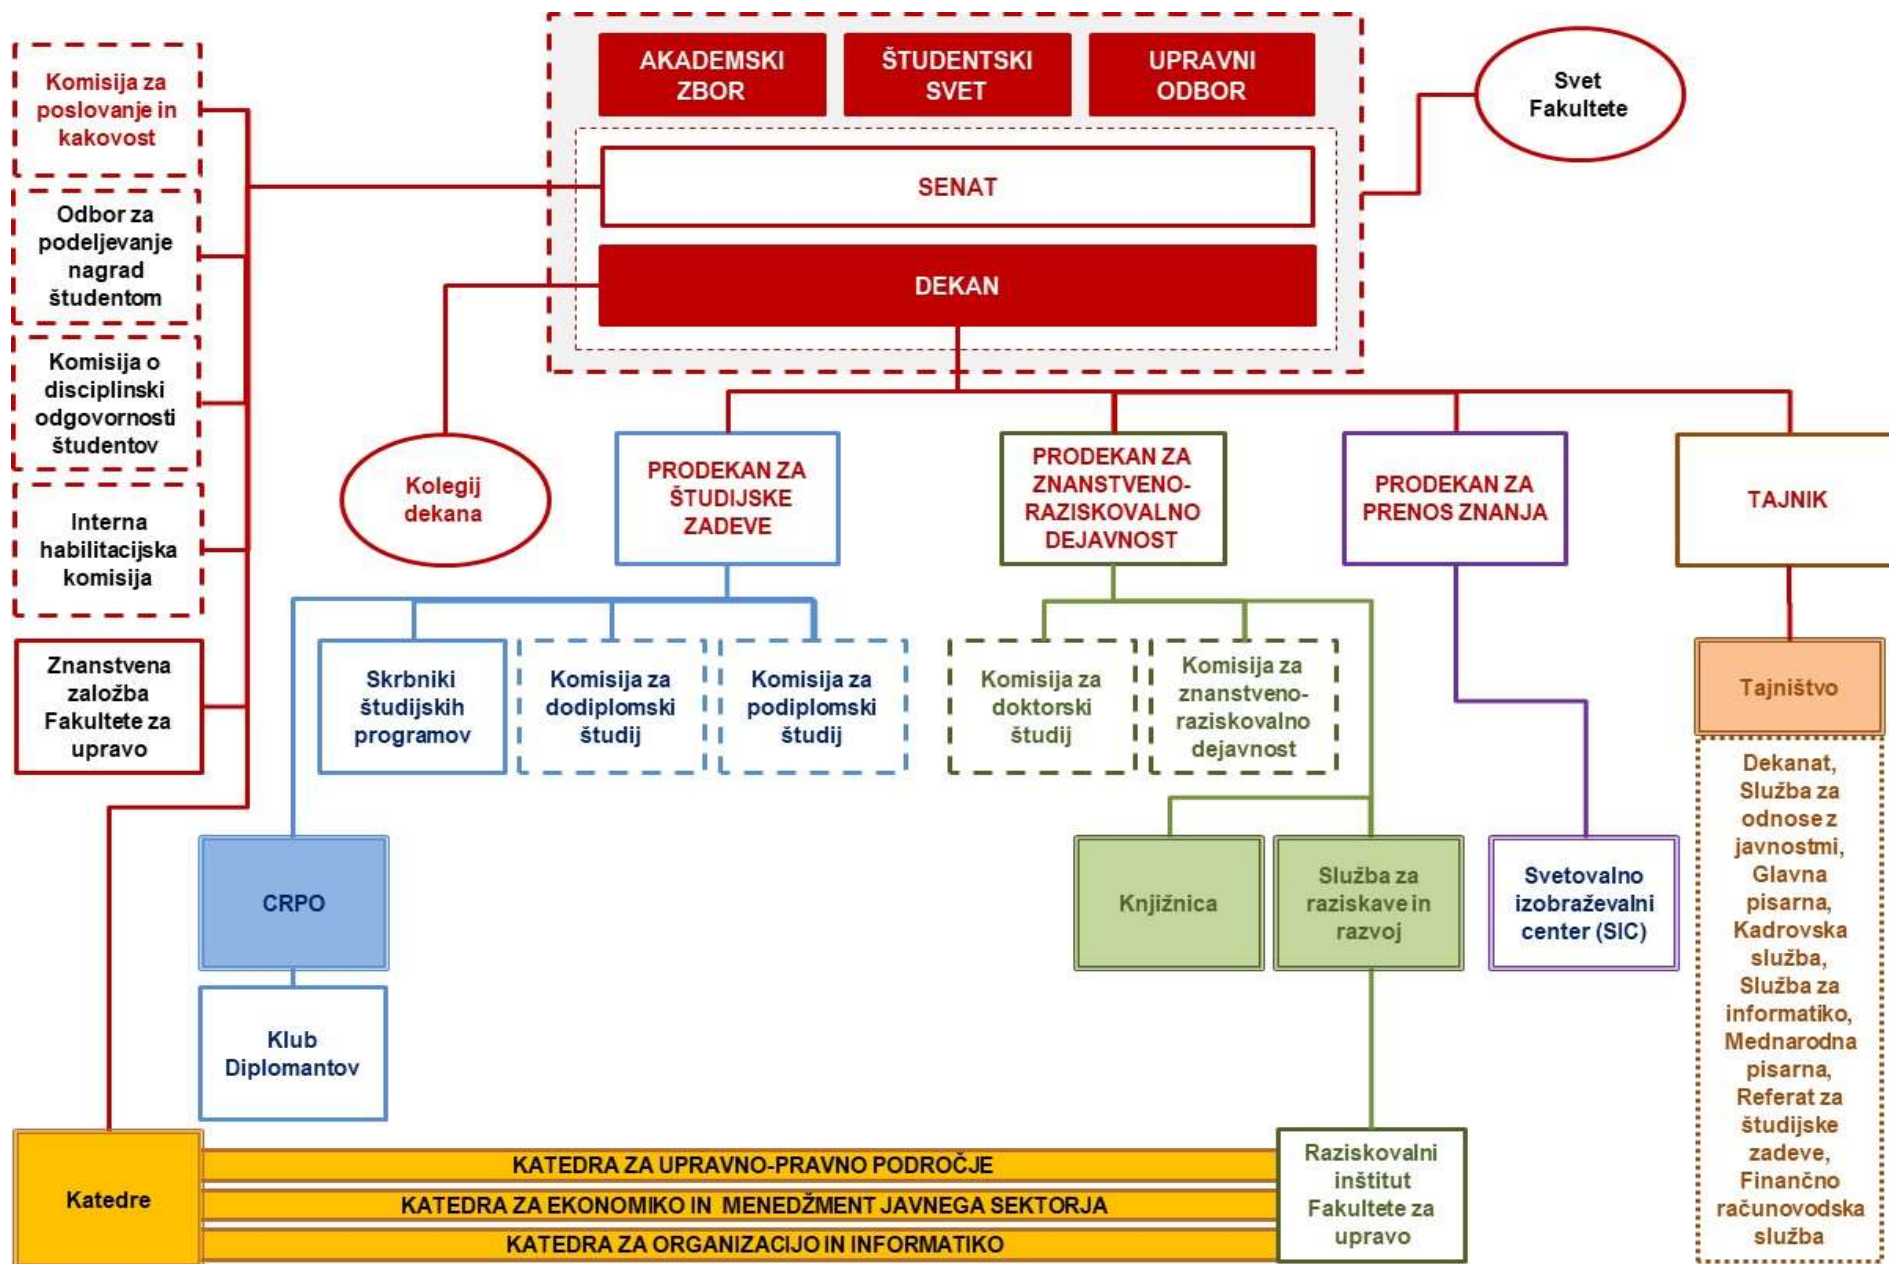 AKADEMSKI
ZBOR
ŠTUDENTSKI
SVET
UPRAVNI
ODBOR
Svet
Fakultete
SENAT
DEKAN
Komisija za
poslovanje in
kakovost
Odbor za
podeljevanje
nagrad
študentom
Komisija o
disciplinski
odgovornosti
študentov
Interna
habilitacijska
komisija
Znanstvena
založba
Fakultete za
upravo
Kolegij
dekana
PRODEKAN ZA
ŠTUDIJSKE
ZADEVE
PRODEKAN ZA
ZNANSTVENO-
RAZISKOVALNO
DEJAVNOST
PRODEKAN ZA
PRENOS ZNANJA
TAJNIK
Skrbniki
študijskih
programov
Komisija za
dodiplomski
študij
Komisija za
podiplomski
študij
Komisija za
doktorski
študij
Komisija za
znanstveno-
raziskovalno
dejavnost
Tajništvo
Dekanat,
Služba za
odnose z
javnostmi,
Glavna
pisarna,
Kadrovska
služba,
Služba za
informatiko,
Mednarodna
pisarna,
Referat za
študijske
zadeve,
Finančno
računovodska
služba
CRPO
Knjižnica
Služba za
raziskave in
razvoj
Svetovalno
izobraževalni
center (SIC)
Klub
Diplomantov
Katedre
KATEDRA ZA UPRAVNO-PRAVNO PODROČJE
KATEDRA ZA EKONOMIKO IN MENEDŽMENT JAVNEGA SEKTORJA
KATEDRA ZA ORGANIZACIJO IN INFORMATIKO
Raziskovalni
inštitut
Fakultete za
upravo